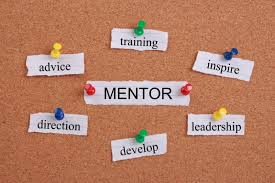 training
advice
inspire
MENTOR
direction
leadership
develop